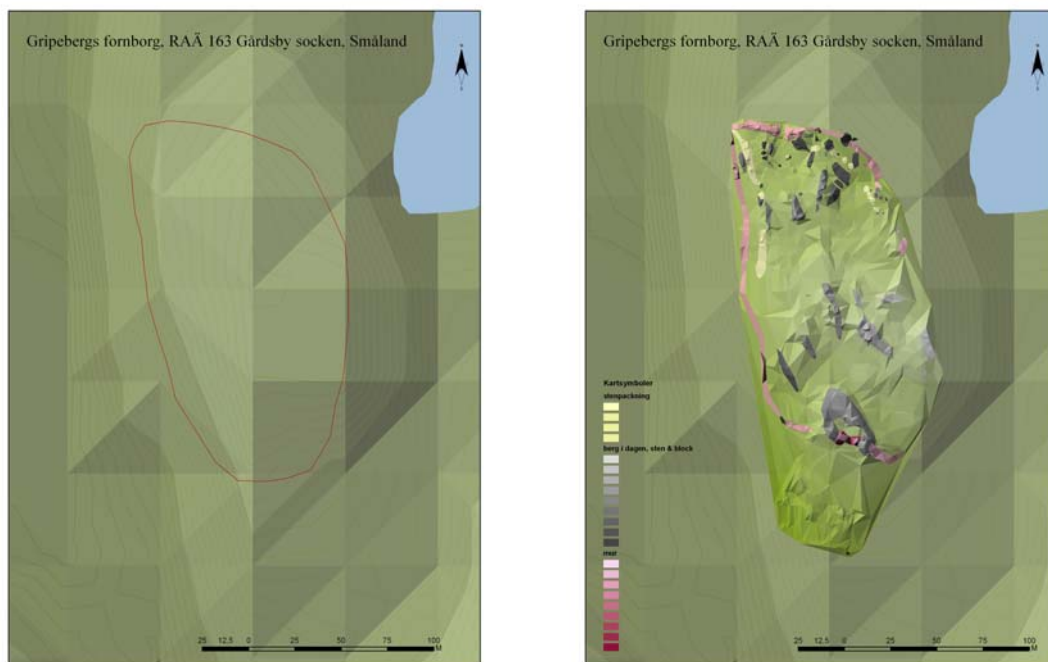 Gripebergs fornborg, RAÄ 163 Gårdsby socken, Småland
N
25 12,5 0 25 50 75 100
M
Gripebergs fornborg, RAÄ 163 Gårdsby socken, Småland
N
Kartsymboler
stenpackning
berg i dagen, sten & block
mur
25 12,5 0 25 50 75 100
M